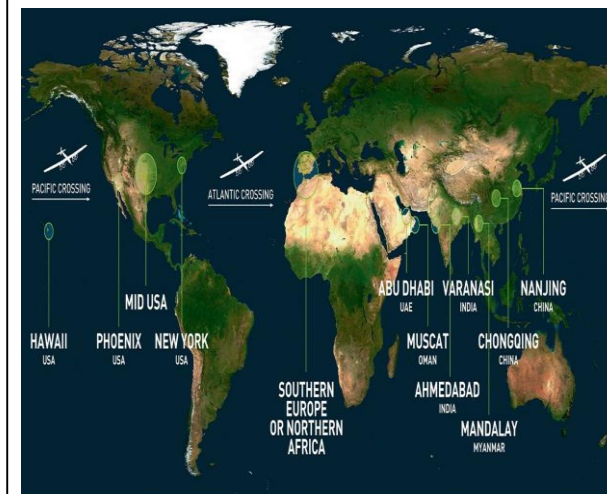 PACIFIC CROSSING
ATLANTIC CROSSING
PACIFIC CROSSING
MID USA
HAWAII
USA
PHOENIX
USA
NEW YORK
USA
SOUTHERN
EUROPE
OR NORTHERN
AFRICA
ABU DHABI
UAE
VARANASI
INDIA
NANJING
CHINA
MUSCAT
OMAN
CHONGQING
CHINA
AHMEDABAD
INDIA
MANDALAY
MYANMAR